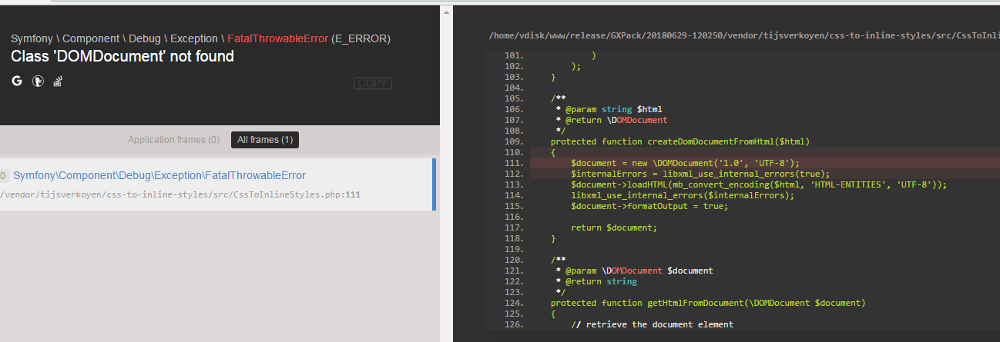 Symfony \ Component \ Debug \ Exception \ FatalThrowableError (E_ERROR)
Class 'DOMDocument' not found
COPY
Application frames (0)
All frames (1)
0 Symfony\Component\Debug\Exception\FatalThrowableError
/vendor/tijsverkoyen/css-to-inline-styles/src/CssToInlineStyles.php:111
/home/vdisk/www/release/GXPack/20180629-120250/vendor/tijsverkoyen/css-to-inline-styles/src/CssToInli
101.             )
102.         );
103.     }
104.
105.     /**
106.      * @param string $html
107.      * @return \DOMDocument
108.      */
109.     protected function createDomDocumentFromHtml($html)
110.     {
111.         $document = new \DOMDocument('1.0', 'UTF-8');
112.         $internalErrors = libxml_use_internal_errors(true);
113.         $document->loadHTML(mb_convert_encoding($html, 'HTML-ENTITIES', 'UTF-8'));
114.         libxml_use_internal_errors($internalErrors);
115.         $document->formatOutput = true;
116.
117.         return $document;
118.     }
119.
120.     /**
121.      * @param \DOMDocument $document
122.      * @return string
123.      */
124.     protected function getHtmlFromDocument(\DOMDocument $document)
125.     {
126.         // retrieve the document element